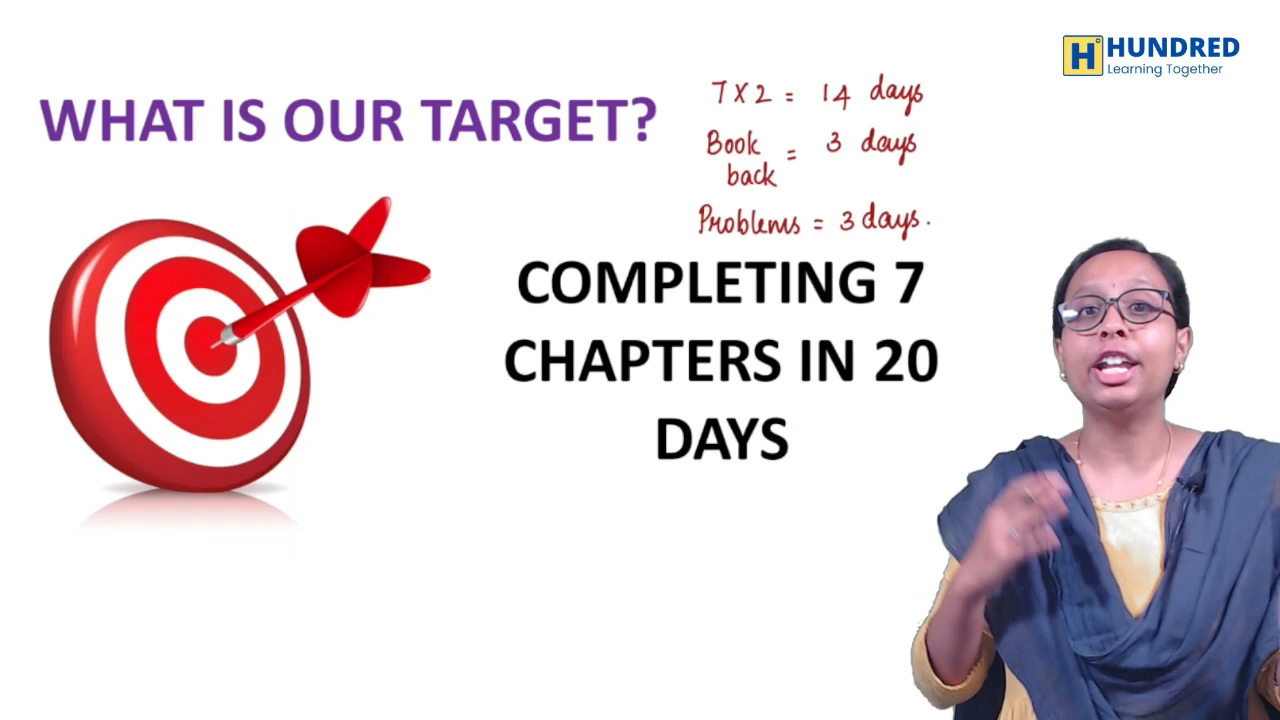 HUNDRED
Learning Together
WHAT IS OUR TARGET?
7 X 2 = 14 days
Book back = 3 days
Problems = 3 days.
COMPLETING 7
CHAPTERS IN 20
DAYS